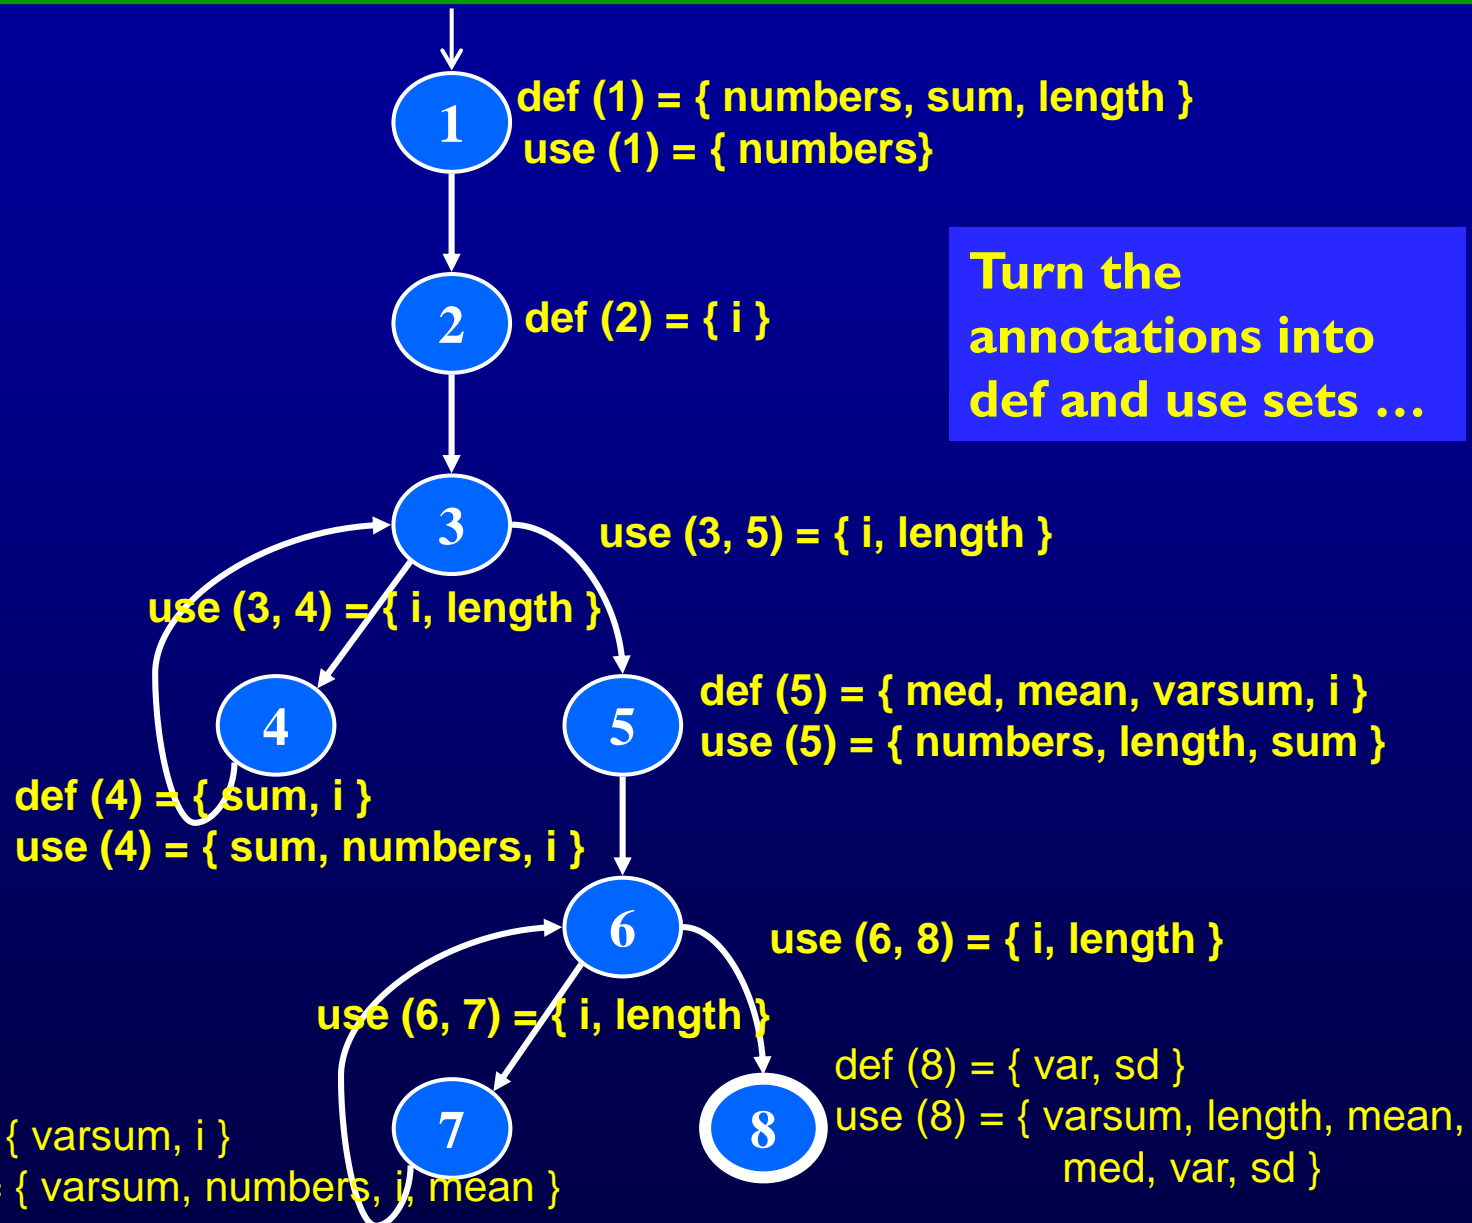 1
def (1) = { numbers, sum, length }
use (1) = { numbers}
Turn the
annotations into
def and use sets …
2
def (2) = { i }
3
use (3, 5) = { i, length }
use (3, 4) = { i, length }
4
5
def (5) = { med, mean, varsum, i }
use (5) = { numbers, length, sum }
def (4) = { sum, i }
use (4) = { sum, numbers, i }
6
use (6, 8) = { i, length }
use (6, 7) = { i, length }
7
8
def (8) = { var, sd }
use (8) = { varsum, length, mean,
med, var, sd }
{ varsum, i }
= { varsum, numbers, i, mean }